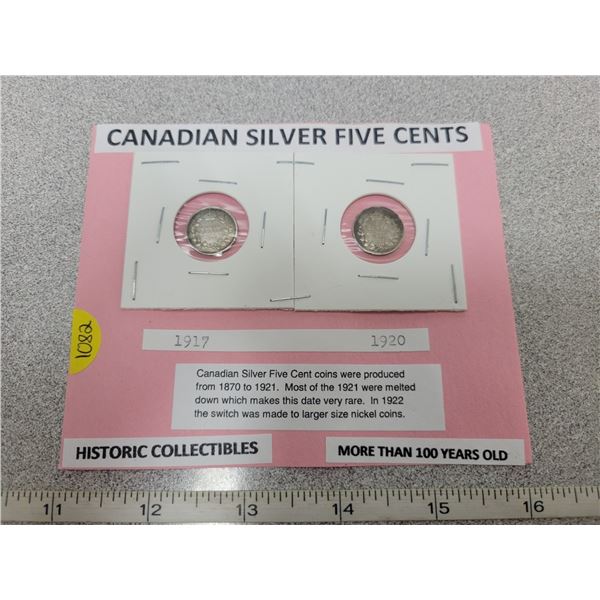 CANADIAN SILVER FIVE CENTS
1917 1920
1082
Canadian Silver Five Cent coins were produced
from 1870 to 1921. Most of the 1921 were melted
down which makes this date very rare. In 1922
the switch was made to larger size nickel coins.
HISTORIC COLLECTIBLES MORE THAN 100 YEARS OLD
11 12 13 14 15 16